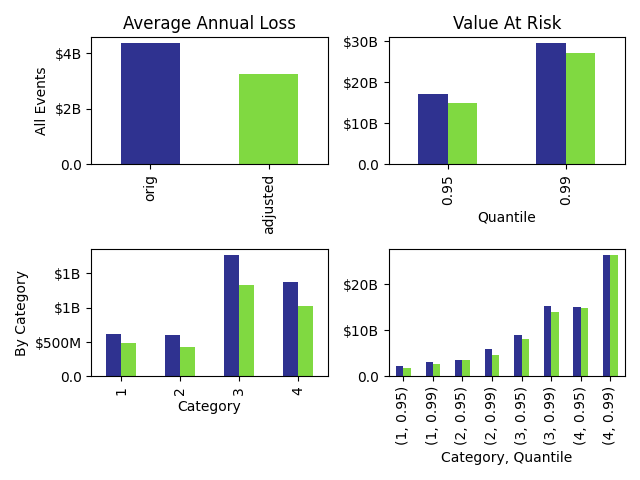 Average Annual Loss
Value At Risk
All Events
$4B
$2B
0.0
orig
adjusted
$30B
$20B
$10B
0.0
0.95
0.99
Quantile
By Category
$1B
$1B
$500M
0.0
1
2
3
4
Category
$20B
$10B
0.0
(1, 0.95)
(1, 0.99)
(2, 0.95)
(2, 0.99)
(3, 0.95)
(3, 0.99)
(4, 0.95)
(4, 0.99)
Category, Quantile